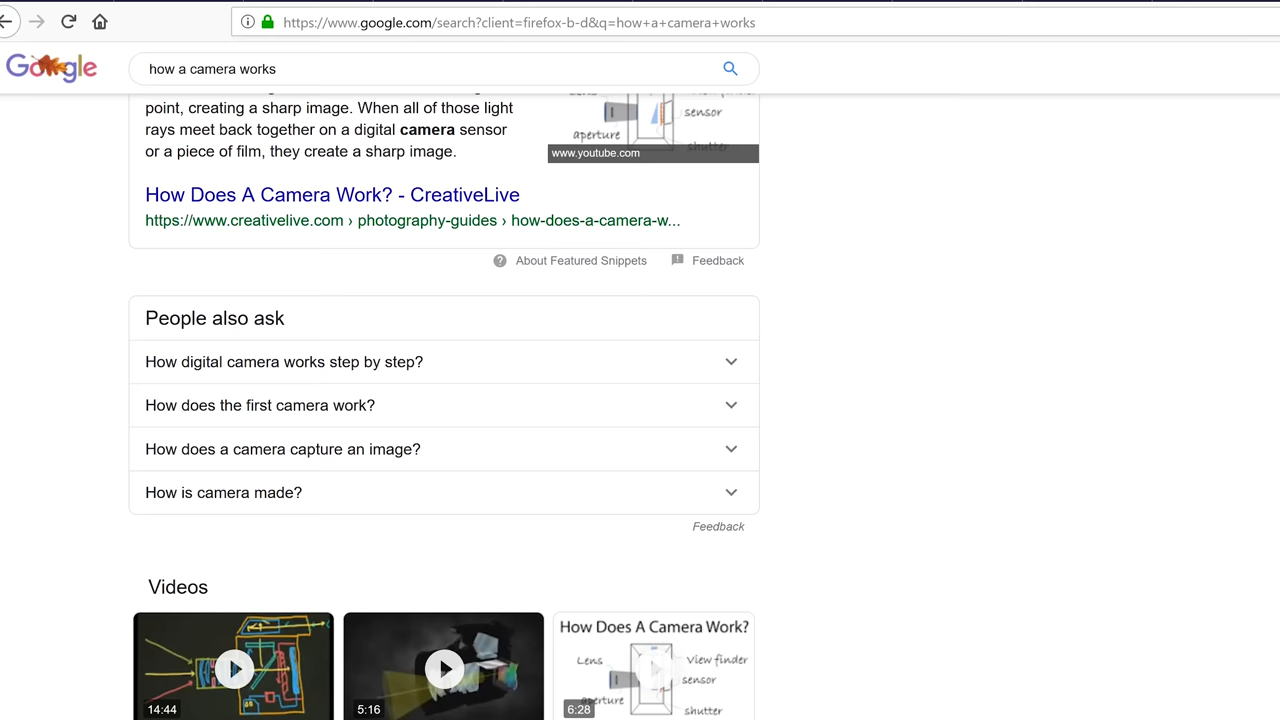 https://www.google.com/search?client=firefox-b-d&q=how+a+camera+works
Google
how a camera works
point, creating a sharp image. When all of those light
rays meet back together on a digital camera sensor
or a piece of film, they create a sharp image.
sensor
aperture
shutter
www.youtube.com
How Does A Camera Work? - CreativeLive
https://www.creativelive.com › photography-guides › how-does-a-camera-w...
About Featured Snippets
Feedback
People also ask
How digital camera works step by step?
How does the first camera work?
How does a camera capture an image?
How is camera made?
Feedback
Videos
14:44
5:16
How Does A Camera Work?
Lens
View finder
sensor
aperture
6:28
shutter